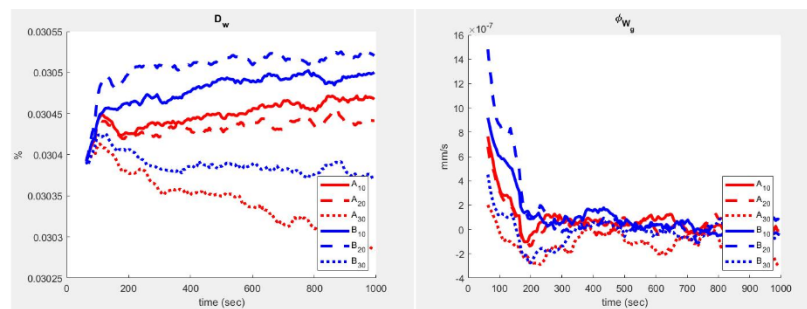 D_w
0.03055
0.0305
0.03045
0.0304
0.03035
0.0303
0.03025
%
0 200 400 600 800 1000
time (sec)
A_10
A_20
A_30
B_10
B_20
B_30
ϕ_W_g
×10^-7
16
14
12
10
8
6
4
2
0
-2
-4
mm/s
0 100 200 300 400 500 600 700 800 900 1000
time (sec)
A_10
A_20
A_30
B_10
B_20
B_30